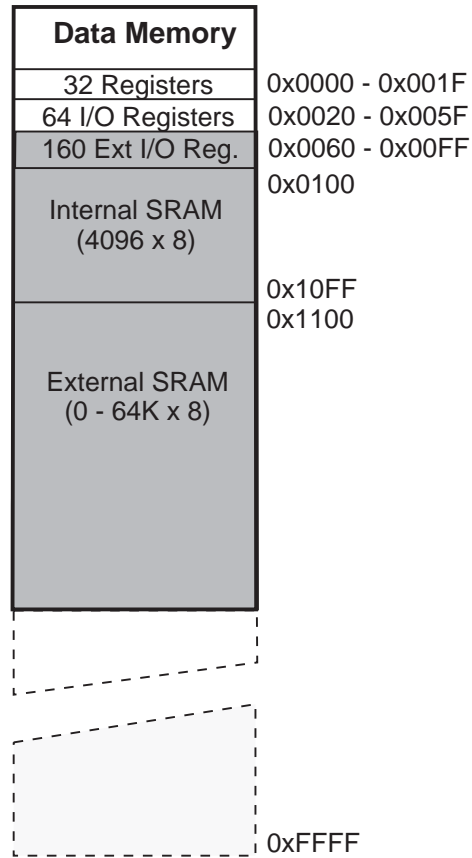 Data Memory
32 Registers 0x0000 - 0x001F
64 I/O Registers 0x0020 - 0x005F
160 Ext I/O Reg. 0x0060 - 0x00FF
0x0100
Internal SRAM
(4096 x 8)
0x10FF
0x1100
External SRAM
(0 - 64K x 8)
0xFFFF